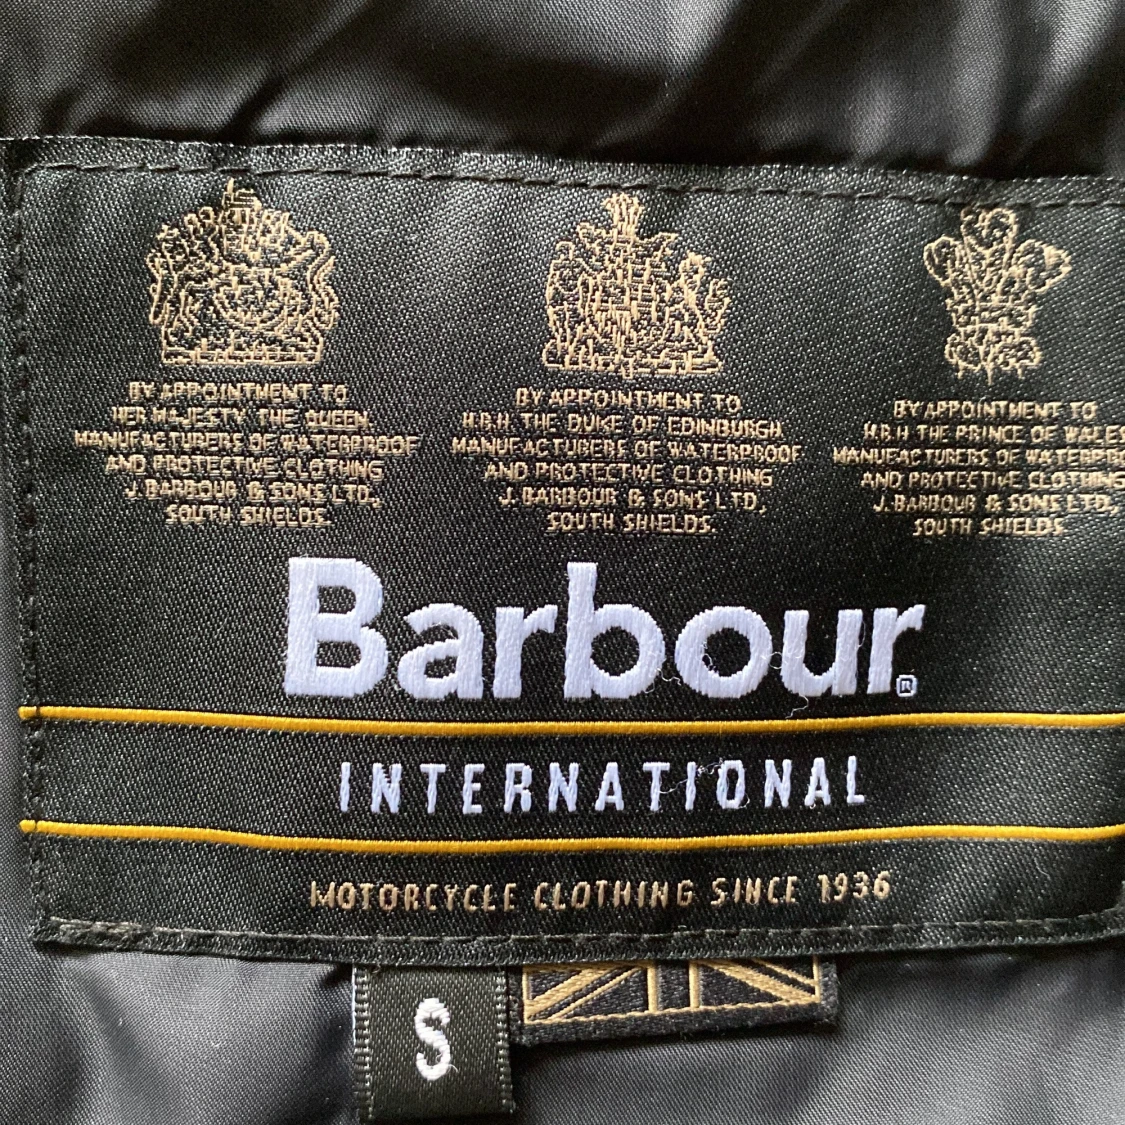 BY APPOINTMENT TO
HER MAJESTY THE QUEEN
MANUFACTURERS OF WATERPROOF
AND PROTECTIVE CLOTHING
J. BARBOUR & SONS LTD,
SOUTH SHIELDS.
BY APPOINTMENT TO
H.R.H THE DUKE OF EDINBURGH
MANUFACTURERS OF WATERPROOF
AND PROTECTIVE CLOTHING
J. BARBOUR & SONS LTD,
SOUTH SHIELDS.
BY APPOINTMENT TO
H.R.H THE PRINCE OF WALES
MANUFACTURERS OF WATERPRO
AND PROTECTIVE CLOTHING
J. BARBOUR & SONS LTD,
SOUTH SHIELDS.
Barbour®
INTERNATIONAL
MOTORCYCLE CLOTHING SINCE 1936
S